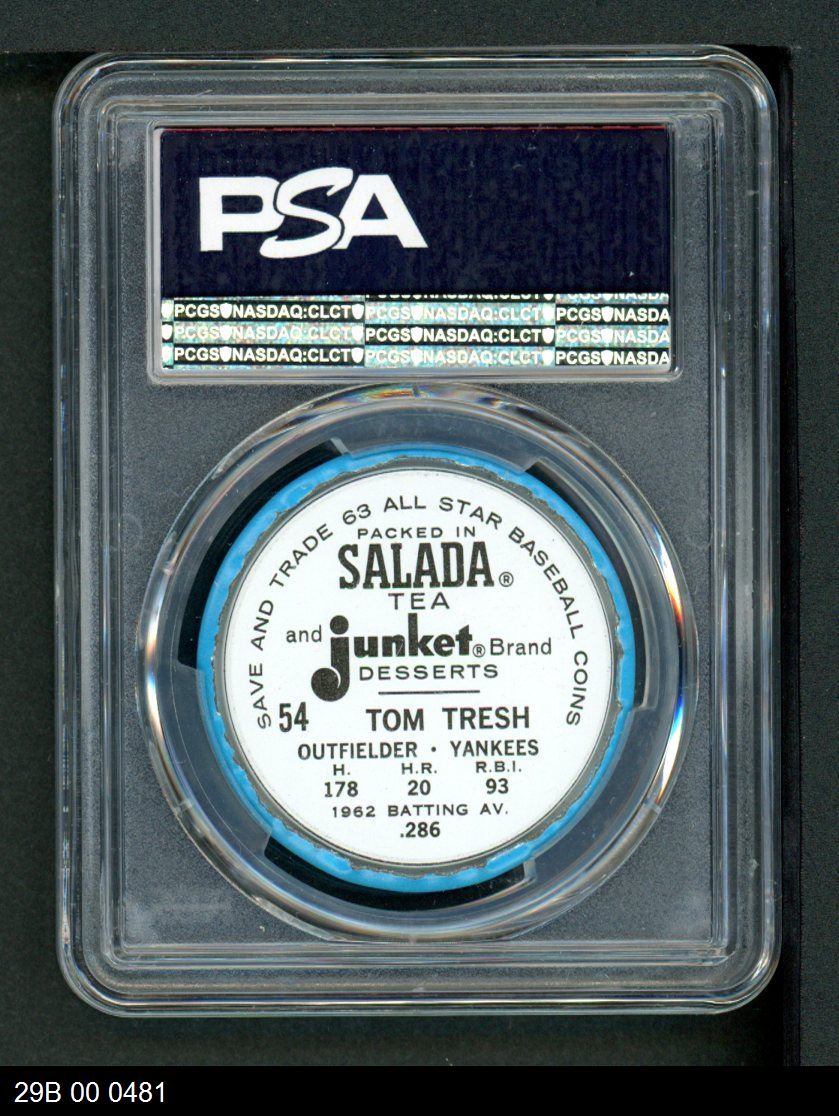 PSA
PCGS NASDAQ:CLCT PCGS NASDAQ:CLCT PCGS NASDA
PCGS NASDAQ:CLCT PCGS NASDAQ:CLCT PCGS NASDA
PCGS NASDAQ:CLCT PCGS NASDAQ:CLCT PCGS NASDA
SAVE AND TRADE 63 ALL STAR BASEBALL COINS
PACKED IN
SALADA®
TEA
and junket® Brand
DESSERTS
54 TOM TRESH
OUTFIELDER · YANKEES
H. H.R. R.B.I.
178 20 93
1962 BATTING AV.
.286
29B 00 0481